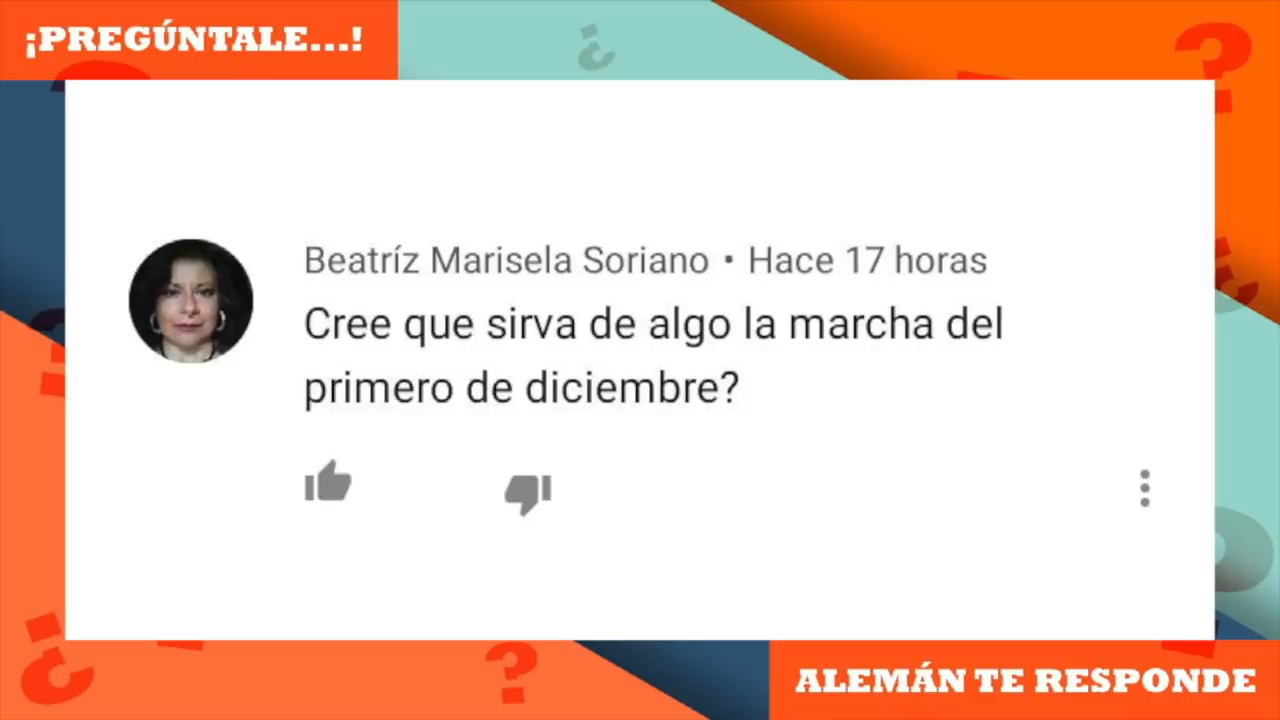 ¡PREGÚNTALE...!
Beatríz Marisela Soriano • Hace 17 horas
Cree que sirva de algo la marcha del
primero de diciembre?
ALEMÁN TE RESPONDE